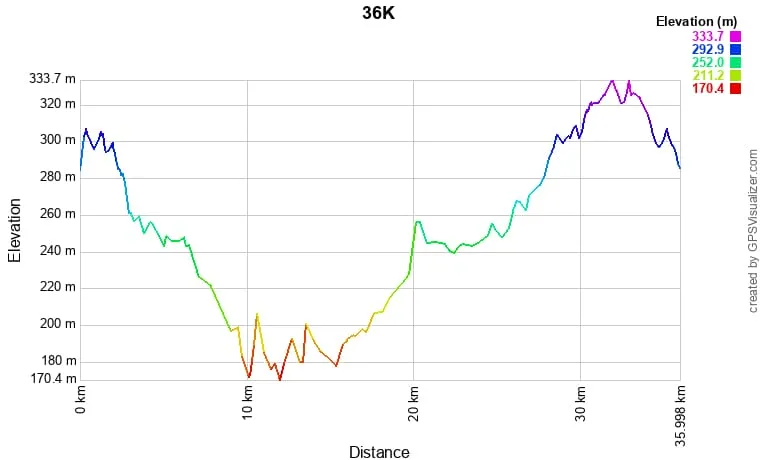 36K
Elevation (m)
333.7
292.9
252.0
211.2
170.4
333.7 m
320 m
300 m
280 m
260 m
240 m
220 m
200 m
180 m
170.4 m
Elevation
0 km
10 km
20 km
30 km
35.998 km
Distance
created by GPSVisualizer.com